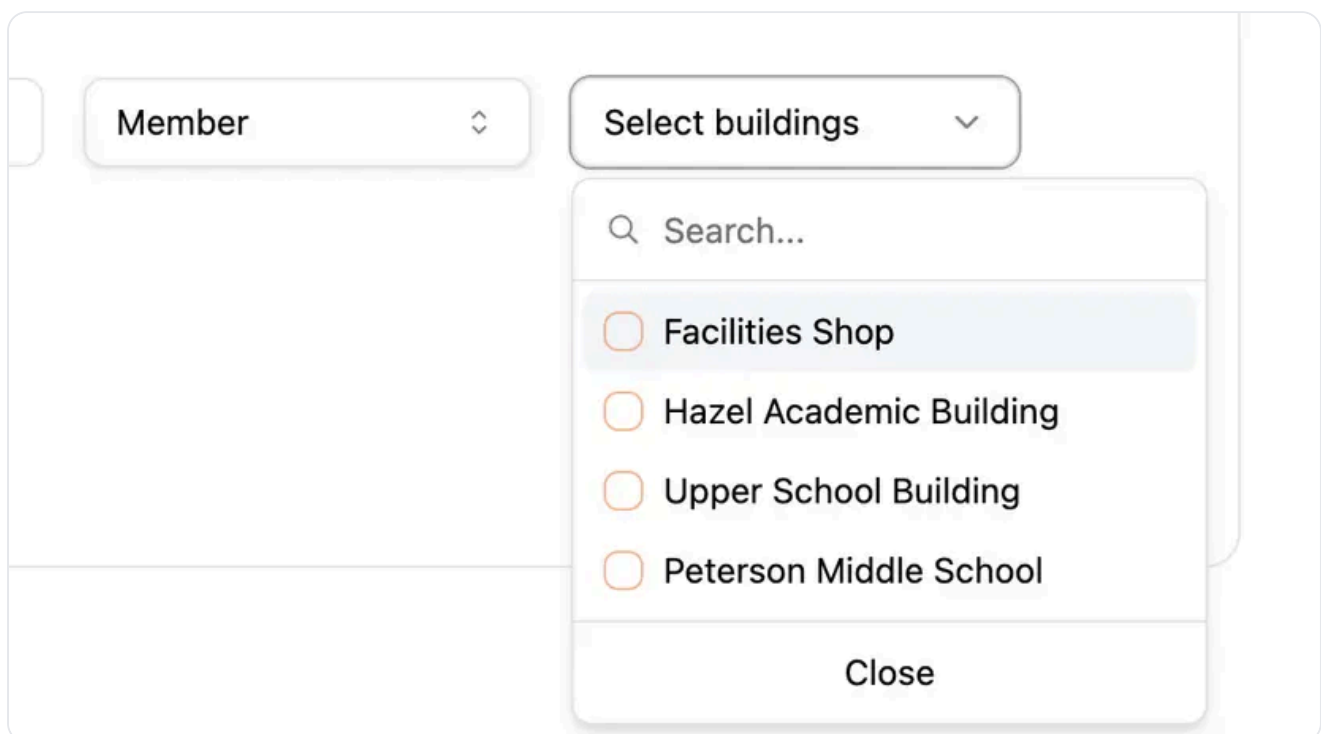 Member
Select buildings
Search...
Facilities Shop
Hazel Academic Building
Upper School Building
Peterson Middle School
Close